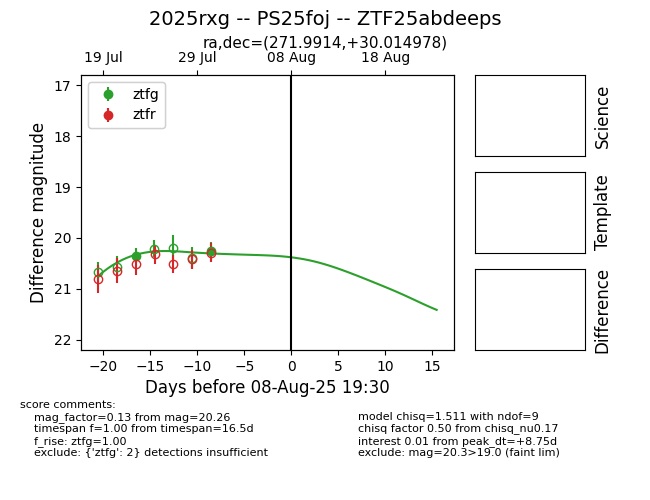 2025rxg -- PS25foj -- ZTF25abdeeps
ra,dec=(271.9914,+30.014978)
19 Jul 29 Jul 08 Aug 18 Aug
ztfg
ztfr
17
18
19
20
21
22
Difference magnitude
−20 −15 −10 −5 0 5 10 15
Days before 08-Aug-25 19:30
Science
Template
Difference
score comments:
mag_factor=0.13 from mag=20.26
timespan f=1.00 from timespan=16.5d
f_rise: ztfg=1.00
exclude: {'ztfg': 2} detections insufficient
model chisq=1.511 with ndof=9
chisq factor 0.50 from chisq_nu0.17
interest 0.01 from peak_dt=+8.75d
exclude: mag=20.3>19.0 (faint lim)